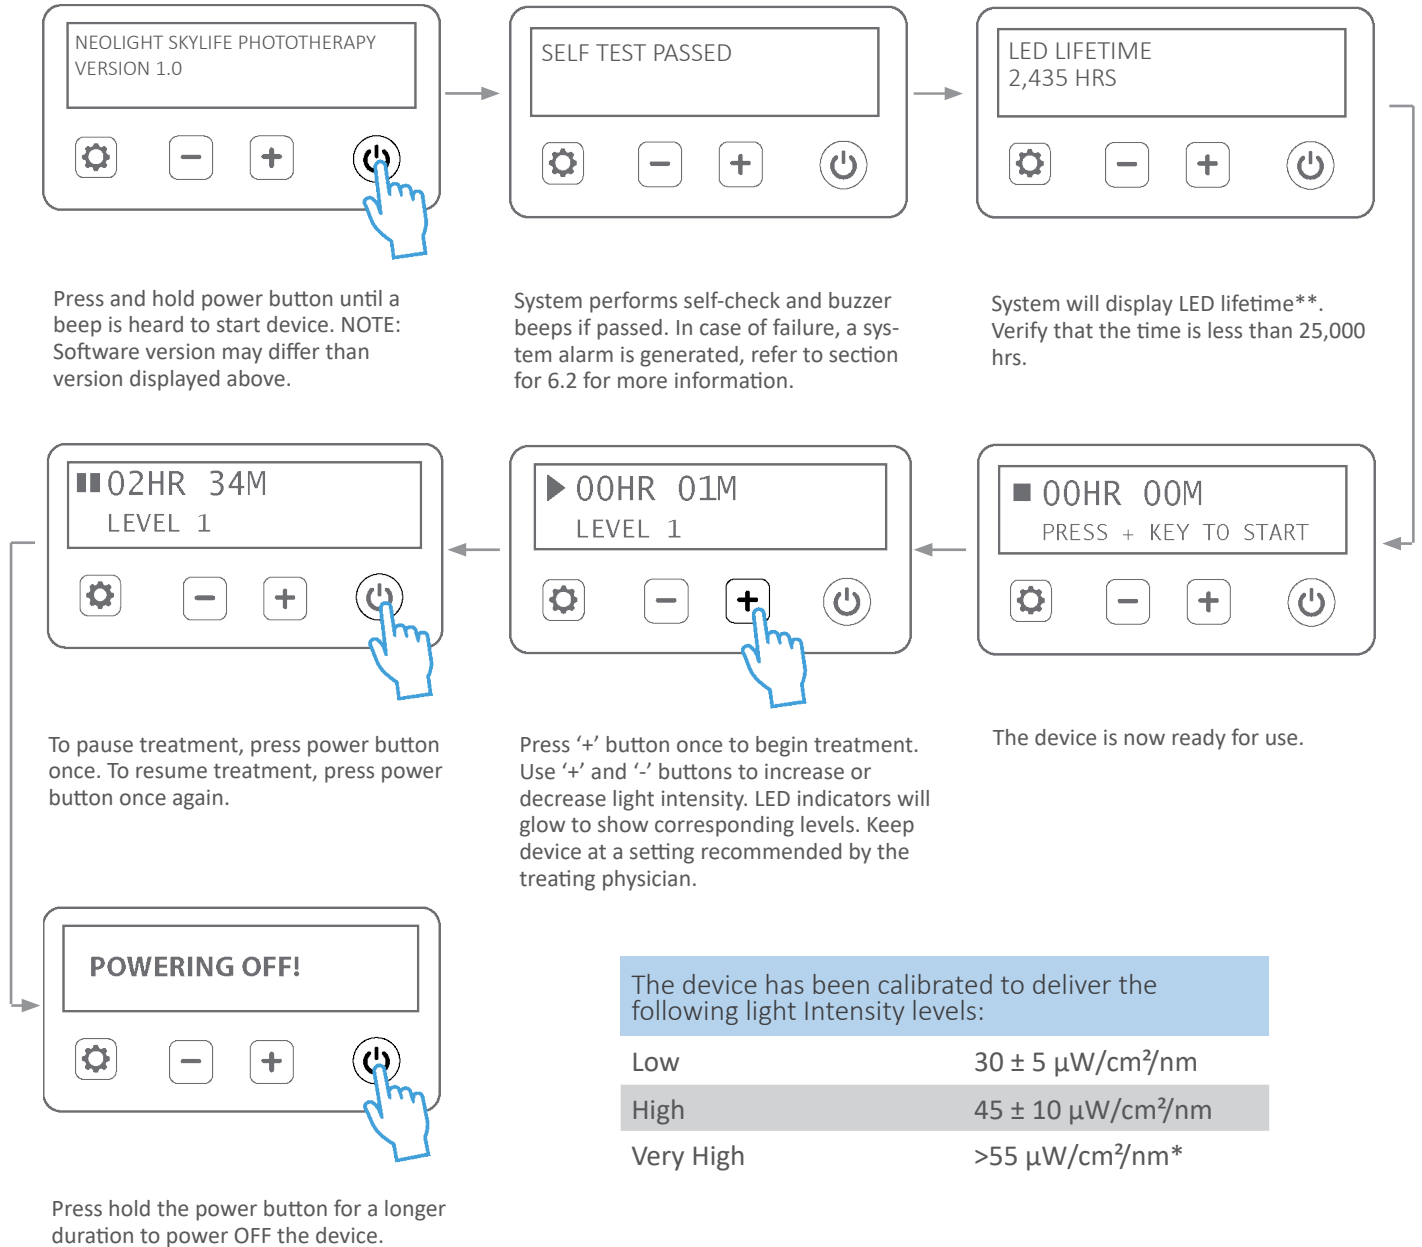 NEOLIGHT SKYLIFE PHOTOTHERAPY
VERSION 1.0
Press and hold power button until a
beep is heard to start device. NOTE:
Software version may differ than
version displayed above.
SELF TEST PASSED
System performs self-check and buzzer
beeps if passed. In case of failure, a sys-
tem alarm is generated, refer to section
for 6.2 for more information.
LED LIFETIME
2,435 HRS
System will display LED lifetime**.
Verify that the time is less than 25,000
hrs.
00HR 00M
PRESS + KEY TO START
The device is now ready for use.
00HR 01M
LEVEL 1
Press ‘+’ button once to begin treatment.
Use ‘+’ and ‘-’ buttons to increase or
decrease light intensity. LED indicators will
glow to show corresponding levels. Keep
device at a setting recommended by the
treating physician.
02HR 34M
LEVEL 1
To pause treatment, press power button
once. To resume treatment, press power
button once again.
POWERING OFF!
Press hold the power button for a longer
duration to power OFF the device.
The device has been calibrated to deliver the
following light Intensity levels:
Low 30 ± 5 µW/cm²/nm
High 45 ± 10 µW/cm²/nm
Very High >55 µW/cm²/nm*